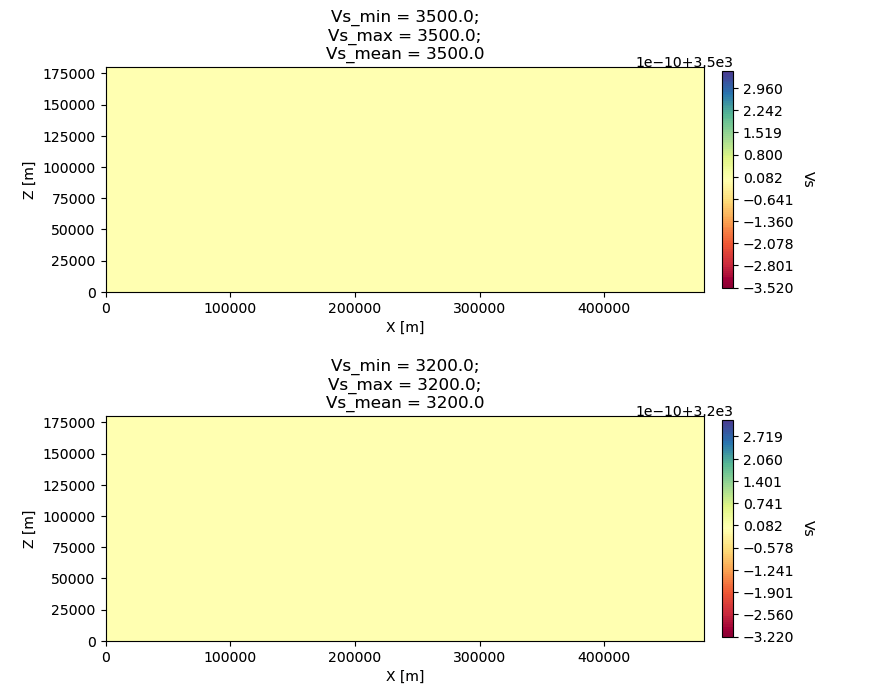 Vs_min = 3500.0;
Vs_max = 3500.0;
Vs_mean = 3500.0
1e−10+3.5e3
175000
150000
125000
100000
75000
50000
25000
0
Z [m]
0 100000 200000 300000 400000
X [m]
2.960
2.242
1.519
0.800
0.082
−0.641
−1.360
−2.078
−2.801
−3.520
Vs
Vs_min = 3200.0;
Vs_max = 3200.0;
Vs_mean = 3200.0
1e−10+3.2e3
175000
150000
125000
100000
75000
50000
25000
0
Z [m]
0 100000 200000 300000 400000
X [m]
2.719
2.060
1.401
0.741
0.082
−0.578
−1.241
−1.901
−2.560
−3.220
Vs